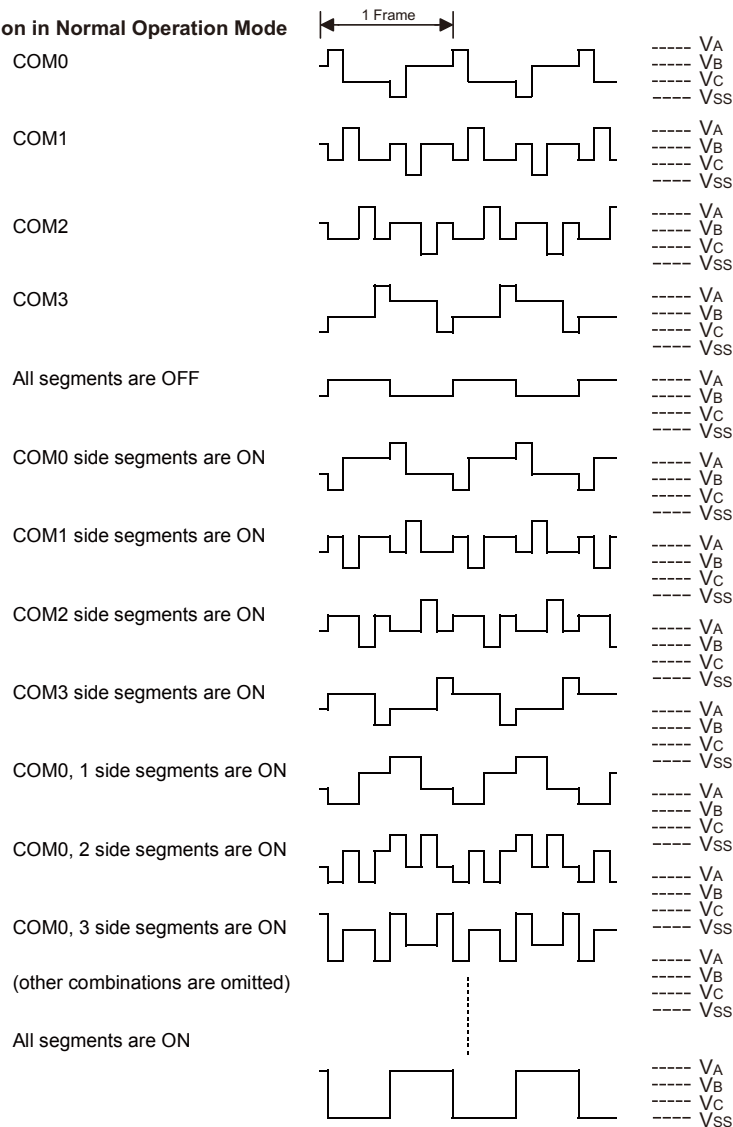 on in Normal Operation Mode
1 Frame
COM0
VA
VB
VC
VSS
COM1
VA
VB
VC
VSS
COM2
VA
VB
VC
VSS
COM3
VA
VB
VC
VSS
All segments are OFF
VA
VB
VC
VSS
COM0 side segments are ON
VA
VB
VC
VSS
COM1 side segments are ON
VA
VB
VC
VSS
COM2 side segments are ON
VA
VB
VC
VSS
COM3 side segments are ON
VA
VB
VC
VSS
COM0, 1 side segments are ON
VA
VB
VC
VSS
COM0, 2 side segments are ON
VA
VB
VC
VSS
COM0, 3 side segments are ON
VA
VB
VC
VSS
(other combinations are omitted)
All segments are ON
VA
VB
VC
VSS